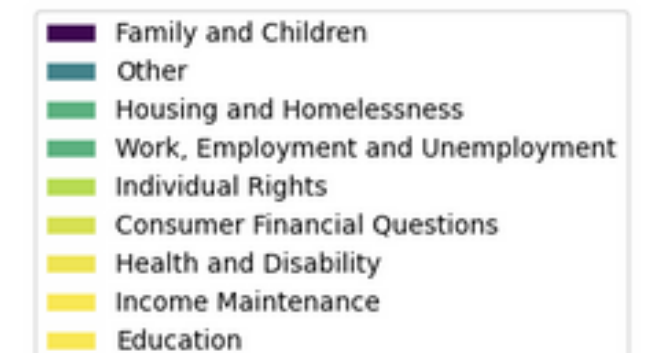 Family and Children
Other
Housing and Homelessness
Work, Employment and Unemployment
Individual Rights
Consumer Financial Questions
Health and Disability
Income Maintenance
Education